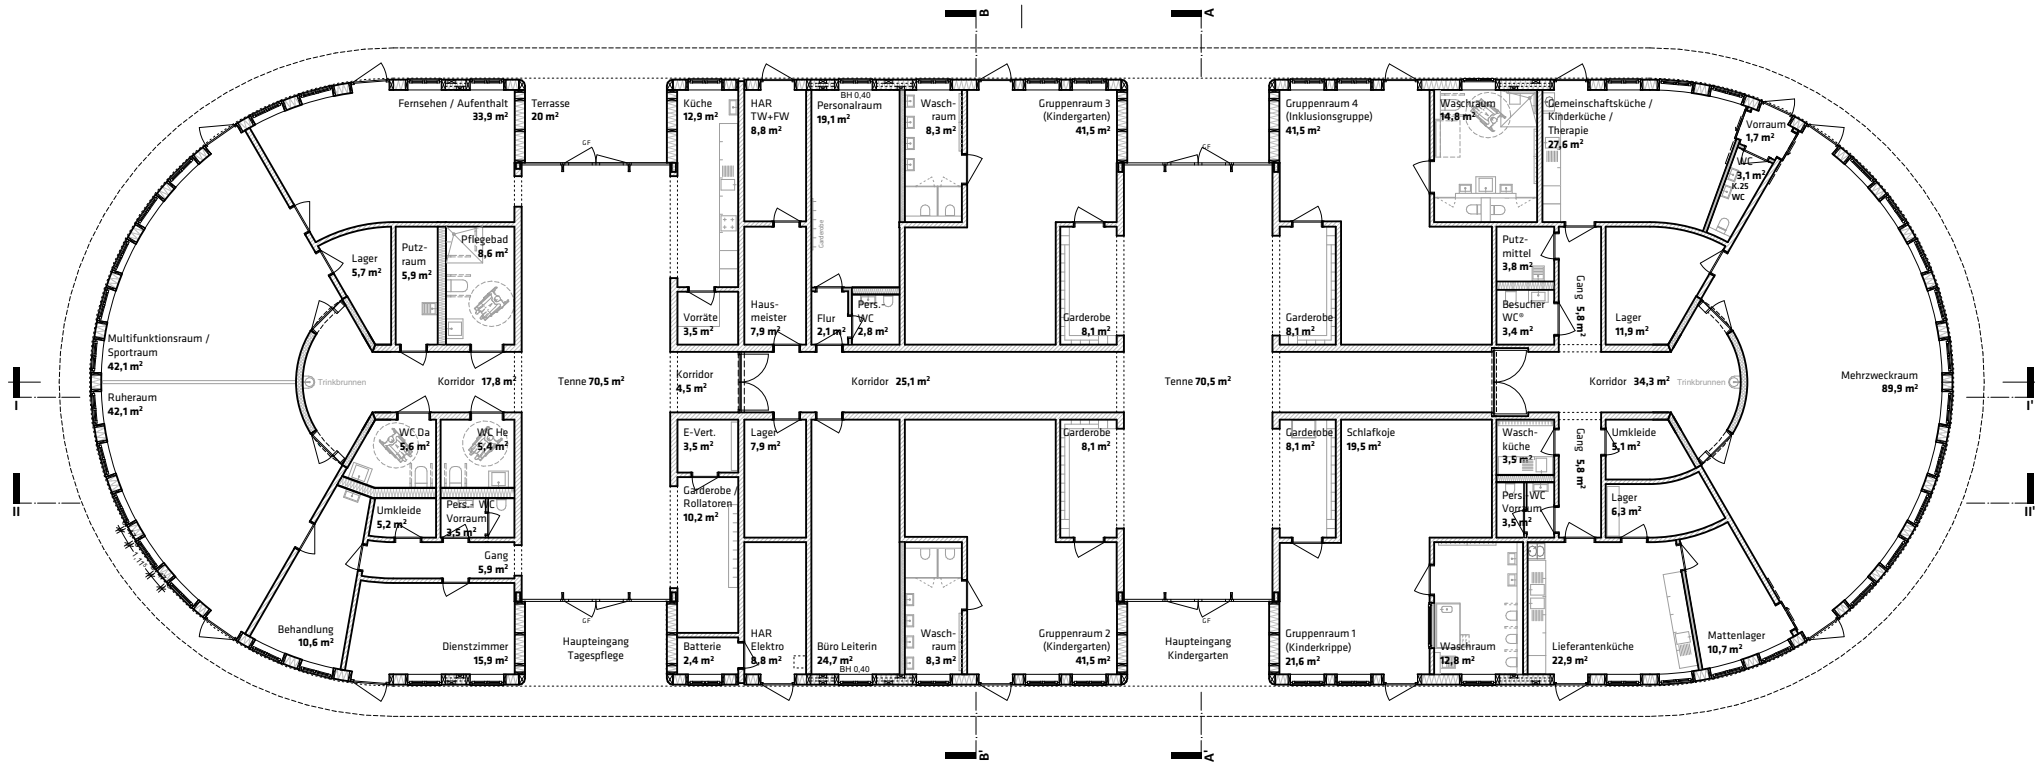 B
A
Fernsehen / Aufenthalt
33,9 m²
Terrasse
20 m²
GF
Küche
12,9 m²
HAR
TW+FW
8,8 m²
BH 0,40
Personalraum
19,1 m²
Garderobe
Wasch-
raum
8,3 m²
Gruppenraum 3
(Kindergarten)
41,5 m²
GF
Gruppenraum 4
(Inklusionsgruppe)
41,5 m²
Waschraum
14,8 m²
Gemeinschaftsküche /
Kinderküche /
Therapie
27,6 m²
Vorraum
1,7 m²
WC
3,1 m²
K.25
WC
Lager
5,7 m²
Putz-
raum
5,9 m²
Pflegebad
8,6 m²
Vorräte
3,5 m²
Haus-
meister
7,9 m²
Flur
2,1 m²
Pers.-
WC
2,8 m²
Garderobe
8,1 m²
Garderobe
8,1 m²
Putz-
mittel
3,8 m²
Besucher
WC®
3,4 m²
Gang 5,8 m²
Lager
11,9 m²
Multifunktionsraum /
Sportraum
42,1 m²
Ruheraum
42,1 m²
Trinkbrunnen
Korridor 17,8 m²
Tenne 70,5 m²
Korridor
4,5 m²
Korridor 25,1 m²
Tenne 70,5 m²
Korridor 34,3 m²
Trinkbrunnen
Mehrzweckraum
89,9 m²
I
I'
II
II'
WC Da
5,6 m²
WC He
5,4 m²
E-Vert.
3,5 m²
Lager
7,9 m²
Garderobe
8,1 m²
Garderobe
8,1 m²
Schlafkoje
19,5 m²
Wasch-
küche
3,5 m²
Gang 5,8 m²
Umkleide
5,1 m²
Umkleide
5,2 m²
Pers.- WC
Vorraum
3,5 m²
Garderobe /
Rollatoren
10,2 m²
Pers.-WC
Vorraum
3,5 m²
Lager
6,3 m²
Gang
5,9 m²
Behandlung
10,6 m²
Dienstzimmer
15,9 m²
GF
Haupteingang
Tagespflege
Batterie
2,4 m²
HAR
Elektro
8,8 m²
Büro Leiterin
24,7 m²
BH 0,40
Wasch-
raum
8,3 m²
Gruppenraum 2
(Kindergarten)
41,5 m²
GF
Haupteingang
Kindergarten
Gruppenraum 1
(Kinderkrippe)
21,6 m²
Waschraum
12,8 m²
Lieferantenküche
22,9 m²
Mattenlager
10,7 m²
B'
A'